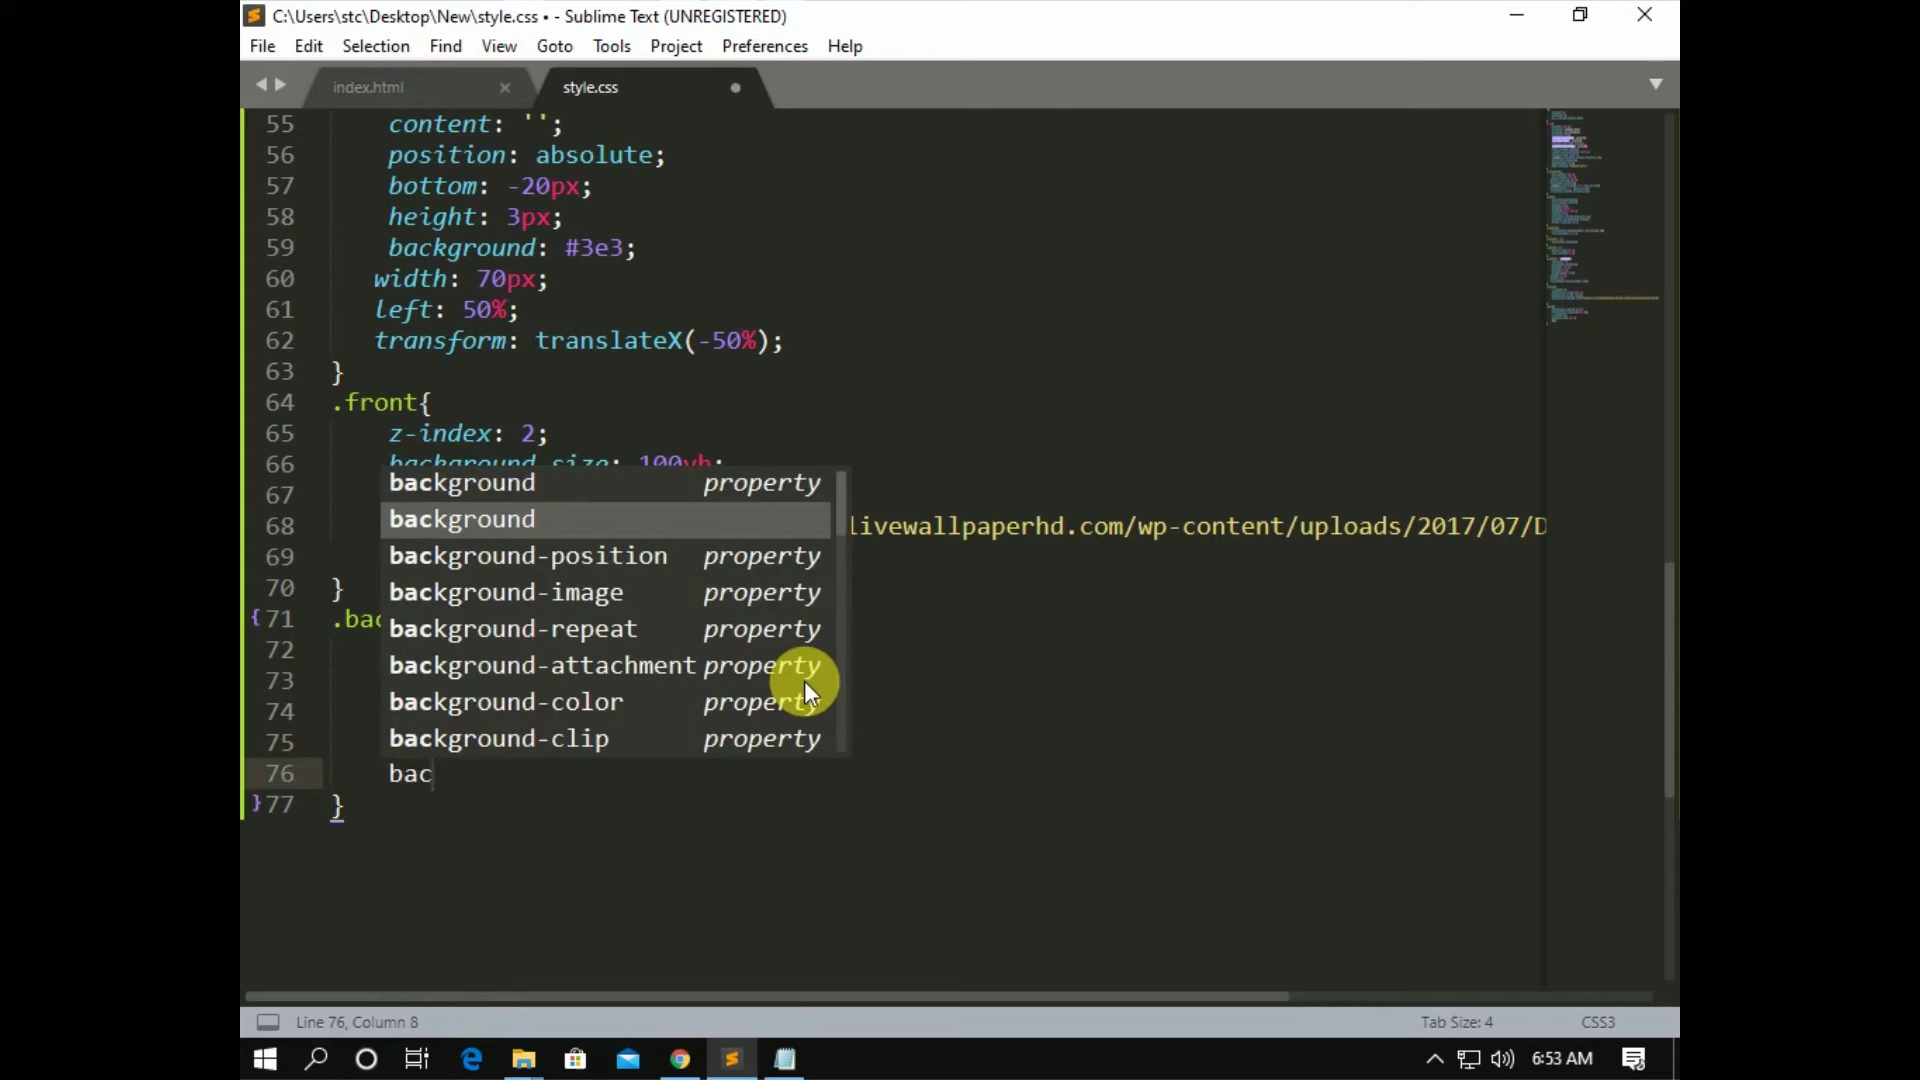 C:\Users\stc\Desktop\New\style.css • - Sublime Text (UNREGISTERED)
File Edit Selection Find View Goto Tools Project Preferences Help
index.html style.css
55 content: '';
56 position: absolute;
57 bottom: -20px;
58 height: 3px;
59 background: #3e3;
60 width: 70px;
61 left: 50%;
62 transform: translateX(-50%);
63 }
64 .front{
65 z-index: 2;
66 background size: 100vh;
67
68 livewallpaperhd.com/wp-content/uploads/2017/07/D
69
70 }
71 .bac
72
73
74
75
76 bac
77 }
background property
background
background-position property
background-image property
background-repeat property
background-attachment property
background-color property
background-clip property
Line 76, Column 8 Tab Size: 4 CSS3
6:53 AM